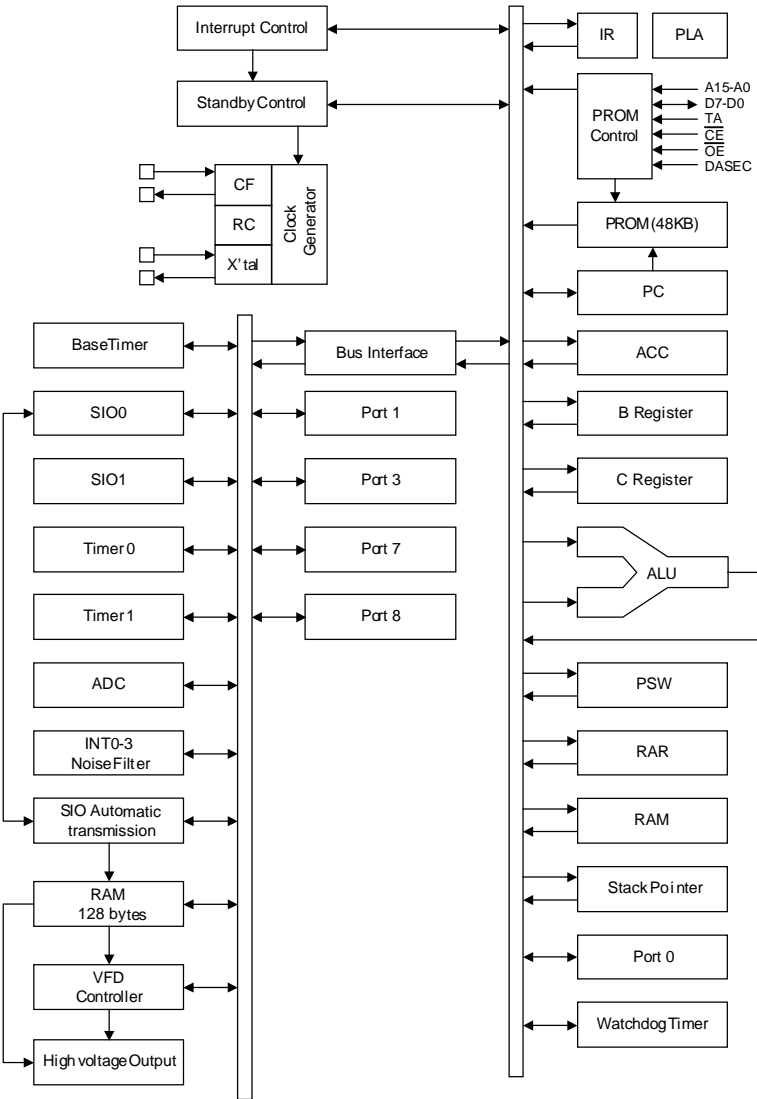 Interrupt Control
IR
PLA
Standby Control
PROM
Control
A15-A0
D7-D0
TA
CE
OE
DASEC
CF
RC
X'tal
Clock
Generator
PROM (48KB)
PC
Base Timer
Bus Interface
ACC
SIO0
Port 1
B Register
SIO1
Port 3
C Register
Timer 0
Port 7
ALU
Timer 1
Port 8
ADC
PSW
INT0-3
Noise Filter
RAR
SIO Automatic
transmission
RAM
RAM
128 bytes
Stack Pointer
VFD
Controller
Port 0
High voltage Output
Watchdog Timer